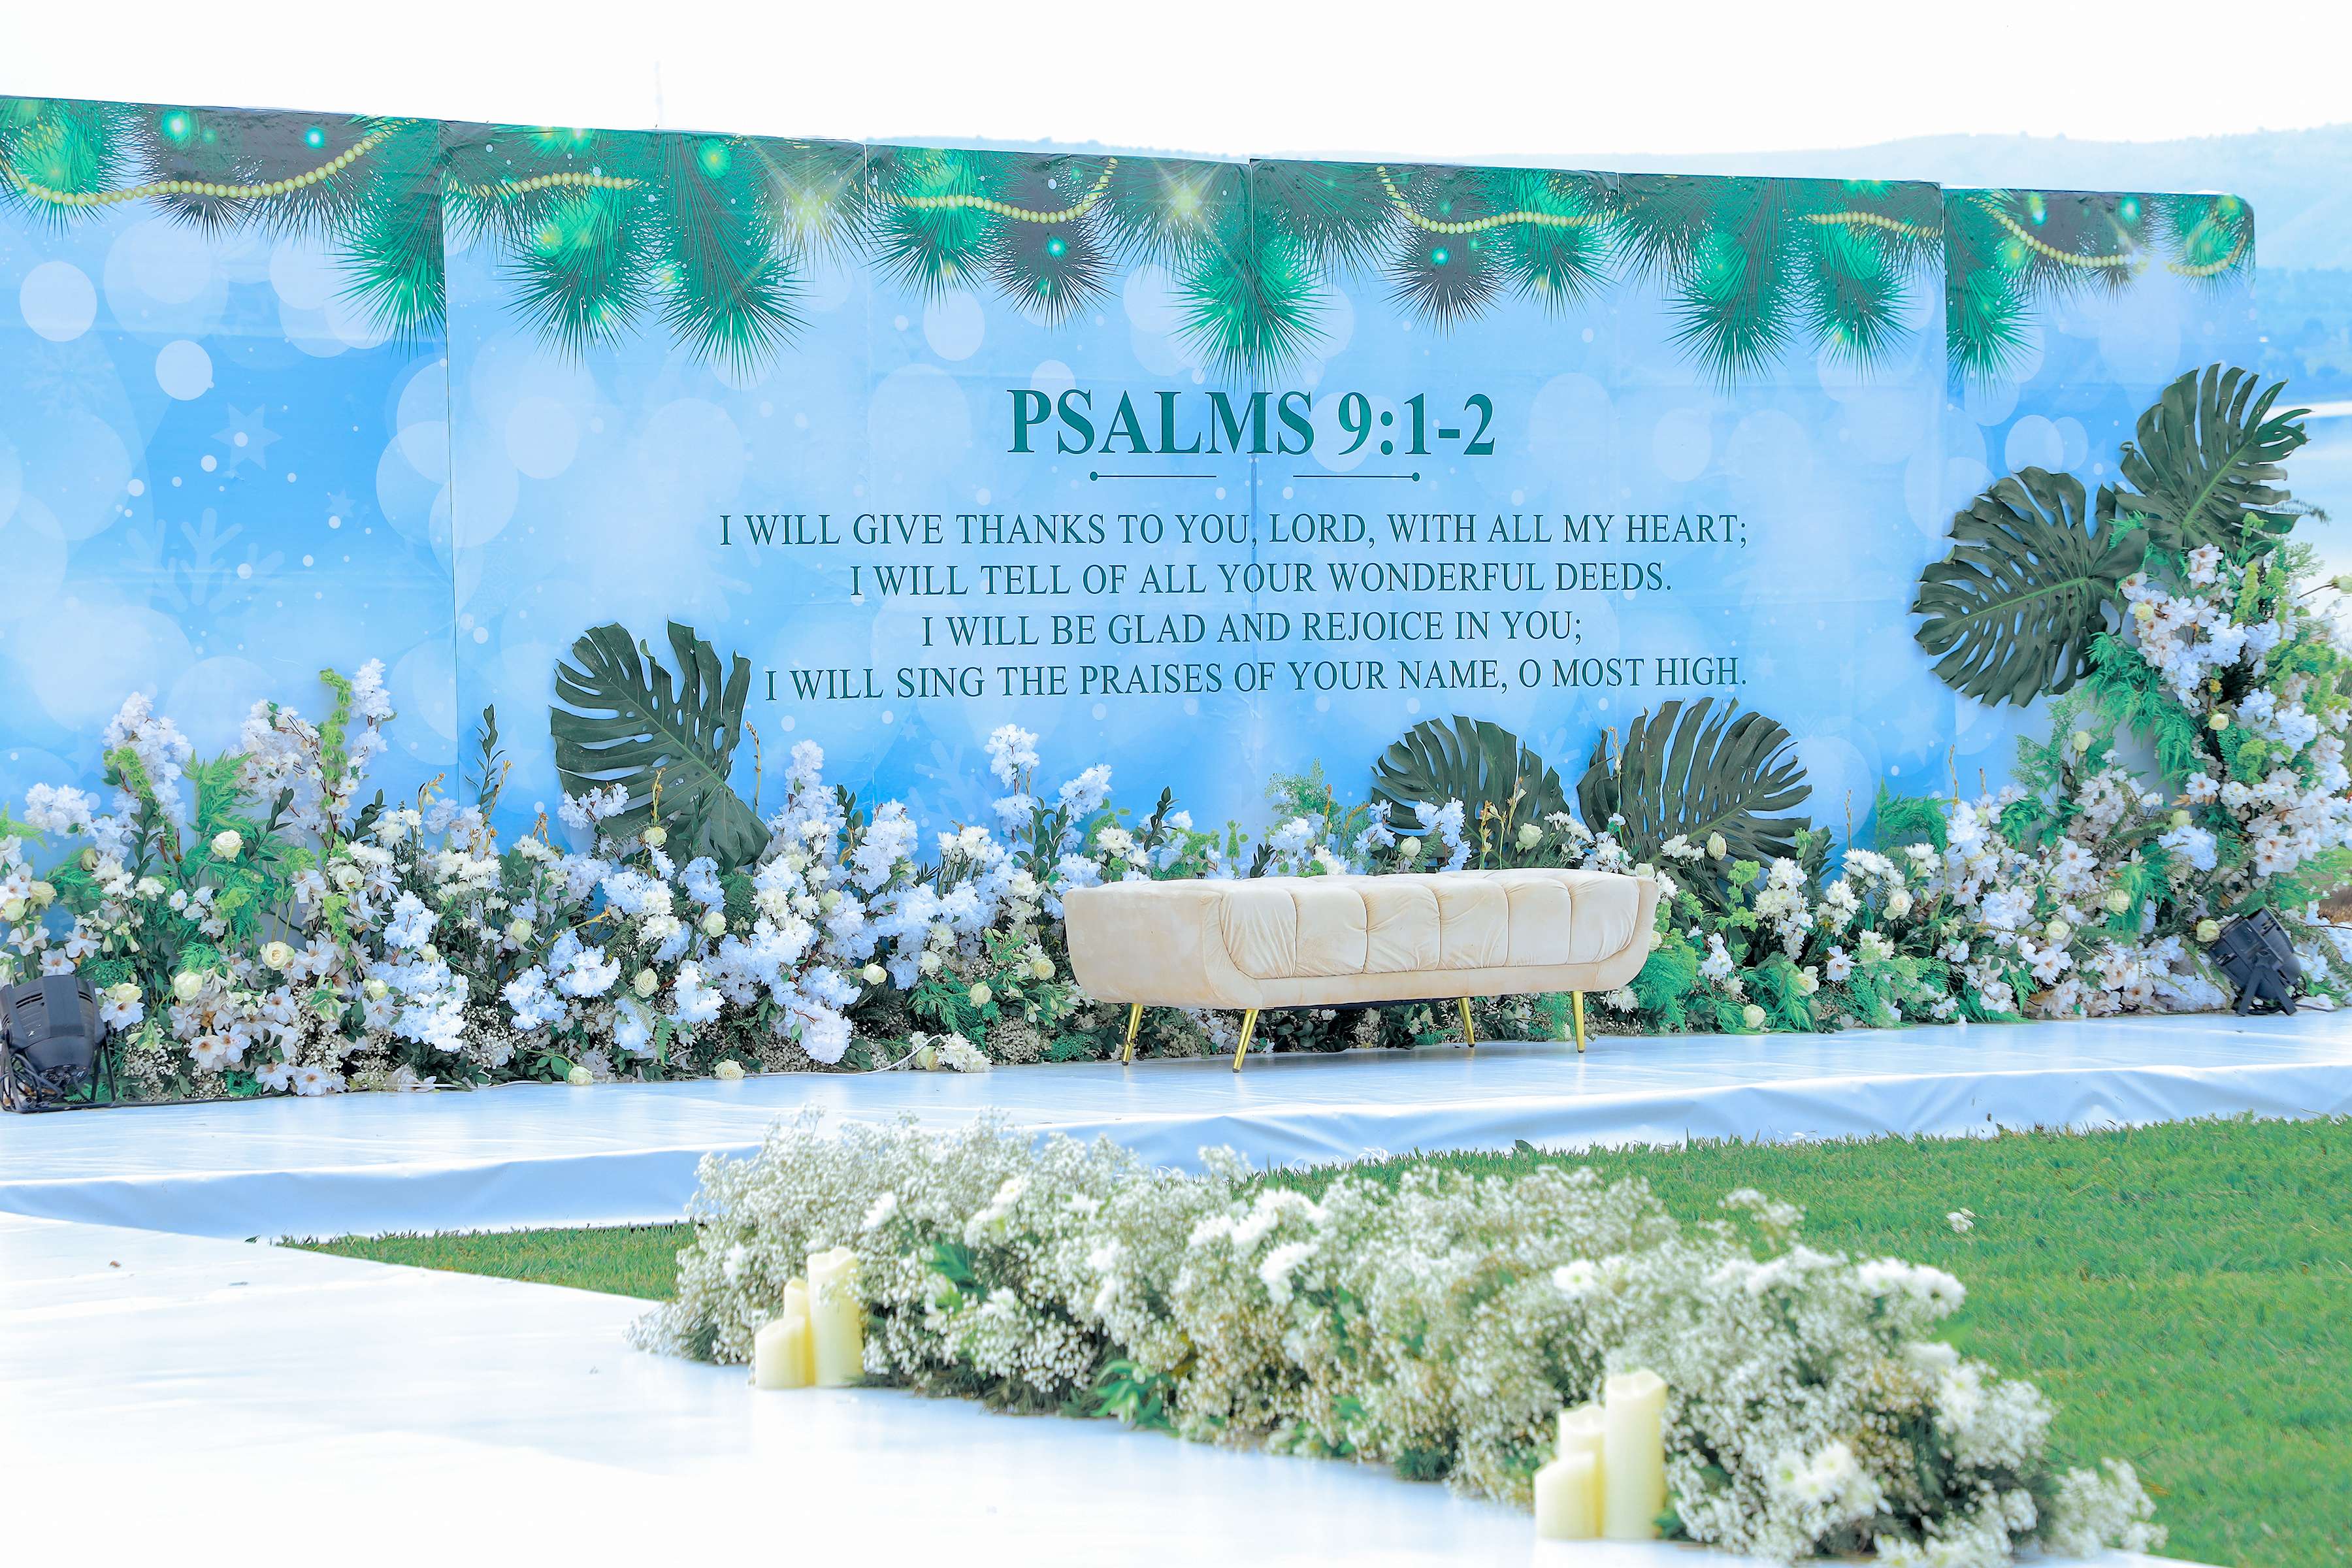 PSALMS 9:1-2
I WILL GIVE THANKS TO YOU, LORD, WITH ALL MY HEART;
I WILL TELL OF ALL YOUR WONDERFUL DEEDS.
I WILL BE GLAD AND REJOICE IN YOU;
I WILL SING THE PRAISES OF YOUR NAME, O MOST HIGH.